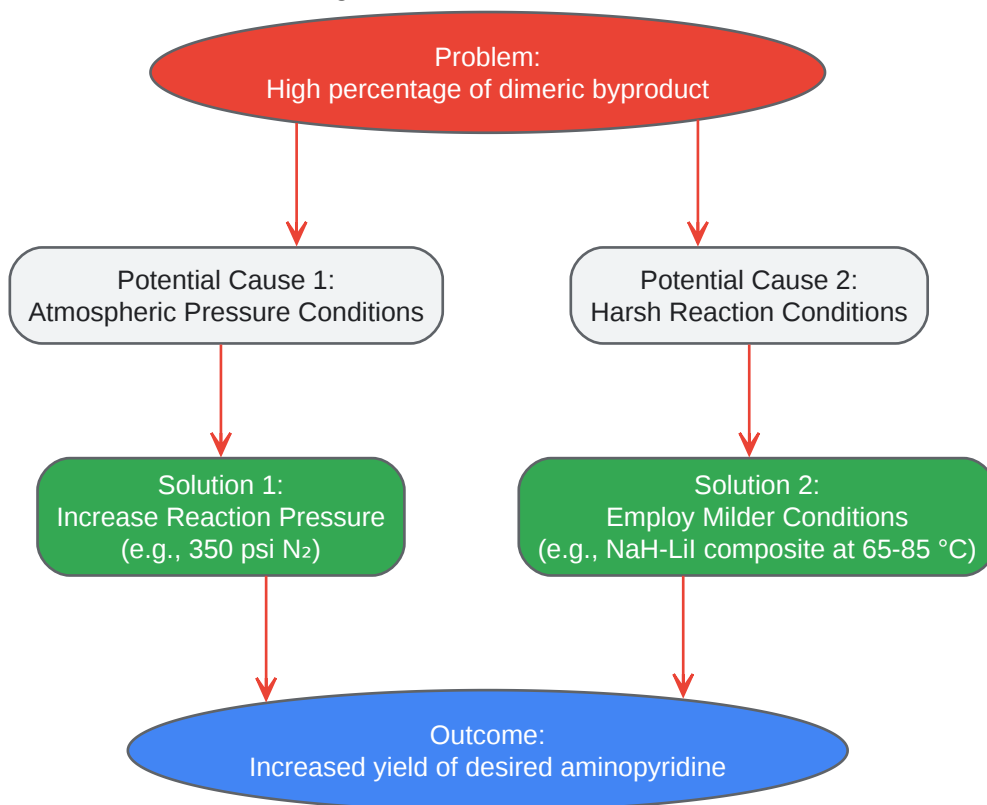 Problem:
High percentage of dimeric byproduct
Potential Cause 1:
Atmospheric Pressure Conditions
Potential Cause 2:
Harsh Reaction Conditions
Solution 1:
Increase Reaction Pressure
(e.g., 350 psi N₂)
Solution 2:
Employ Milder Conditions
(e.g., NaH-LiI composite at 65-85 °C)
Outcome:
Increased yield of desired aminopyridine